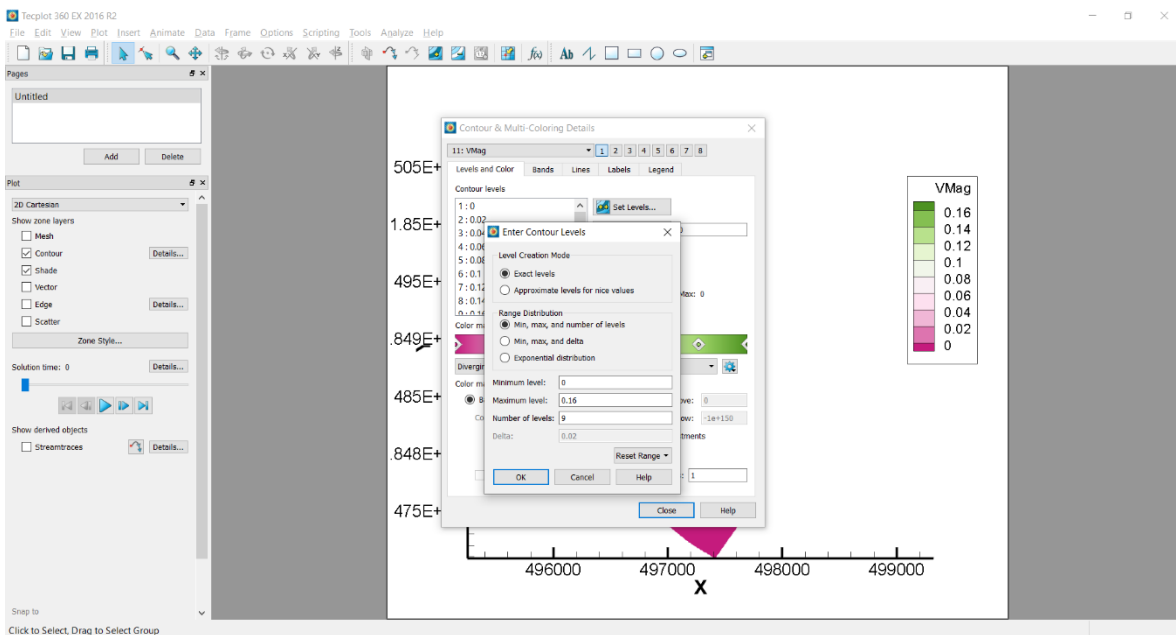 Tecplot 360 EX 2016 R2
File Edit View Plot Insert Animate Data Frame Options Scripting Tools Analyze Help
Pages
Untitled
Add Delete
Plot
2D Cartesian
Show zone layers
Mesh
Contour Details...
Shade
Vector
Edge Details...
Scatter
Zone Style...
Solution time: 0 Details...
Show derived objects
Streamtraces Details...
Snap to
Click to Select, Drag to Select Group
505E+
1.85E+
495E+
.849E+
485E+
.848E+
475E+
496000 497000 498000 499000
X
Contour & Multi-Coloring Details
11: VMag 1 2 3 4 5 6 7 8
Levels and Color Bands Lines Labels Legend
Contour levels
1 : 0
2 : 0.02
3 : 0.04
4 : 0.06
5 : 0.08
6 : 0.1
7 : 0.12
8 : 0.14
Set Levels...
Max: 0
Color ma
Color ma
-1e+150
1
Close Help
Enter Contour Levels
Level Creation Mode
Exact levels
Approximate levels for nice values
Range Distribution
Min, max, and number of levels
Min, max, and delta
Exponential distribution
Minimum level: 0
Maximum level: 0.16
Number of levels: 9
Delta: 0.02
Reset Range
OK Cancel Help
VMag
0.16
0.14
0.12
0.1
0.08
0.06
0.04
0.02
0